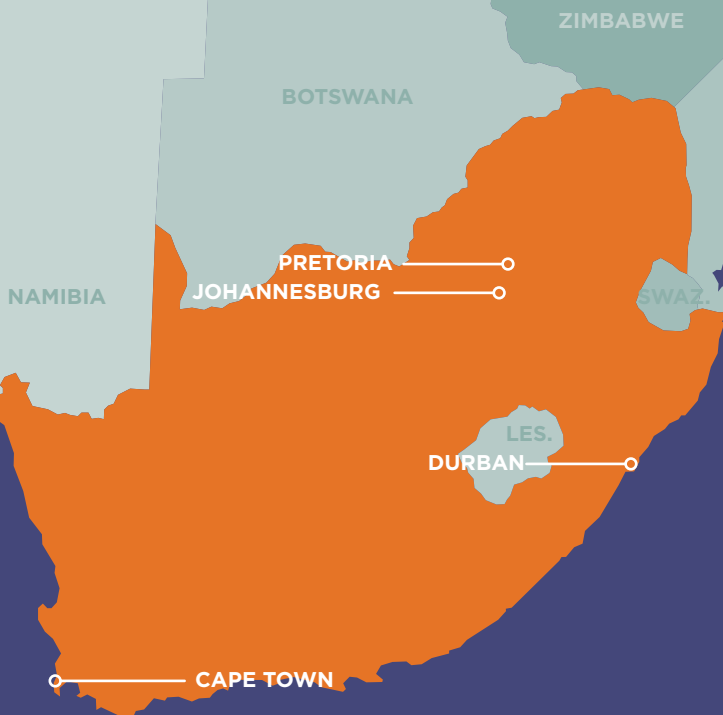 ZIMBABWE
BOTSWANA
PRETORIA
JOHANNESBURG
NAMIBIA
SWAZ.
LES.
DURBAN
CAPE TOWN